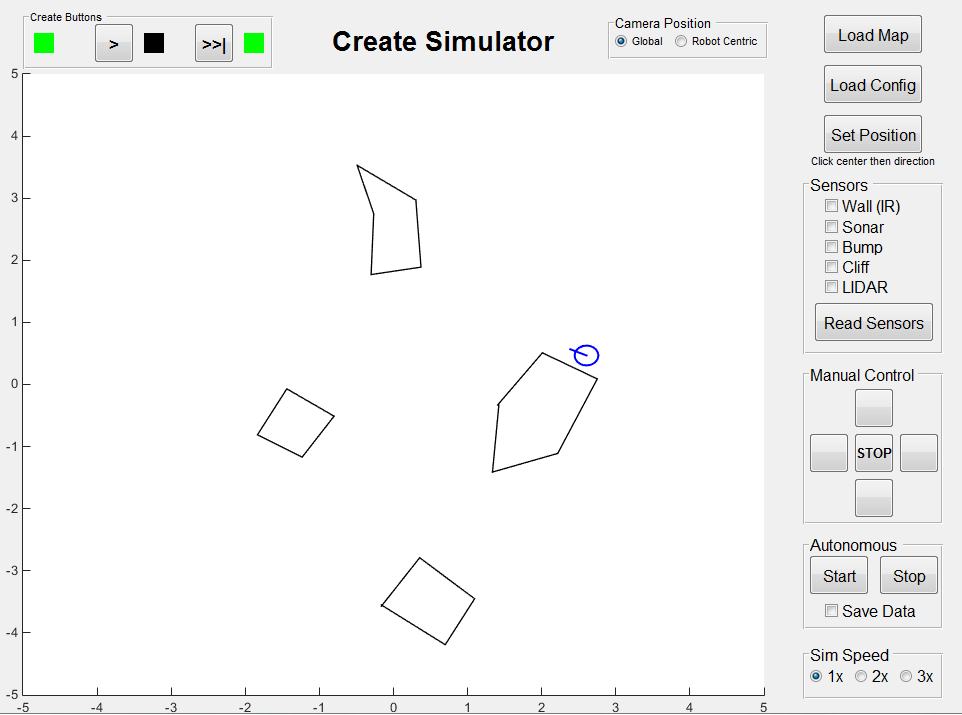 Create Buttons
>
>>|
Create Simulator
Camera Position
Global
Robot Centric
Load Map
Load Config
Set Position
Click center then direction
Sensors
Wall (IR)
Sonar
Bump
Cliff
LIDAR
Read Sensors
Manual Control
STOP
Autonomous
Start
Stop
Save Data
Sim Speed
1x
2x
3x
5
4
3
2
1
0
-1
-2
-3
-4
-5
-5 -4 -3 -2 -1 0 1 2 3 4 5